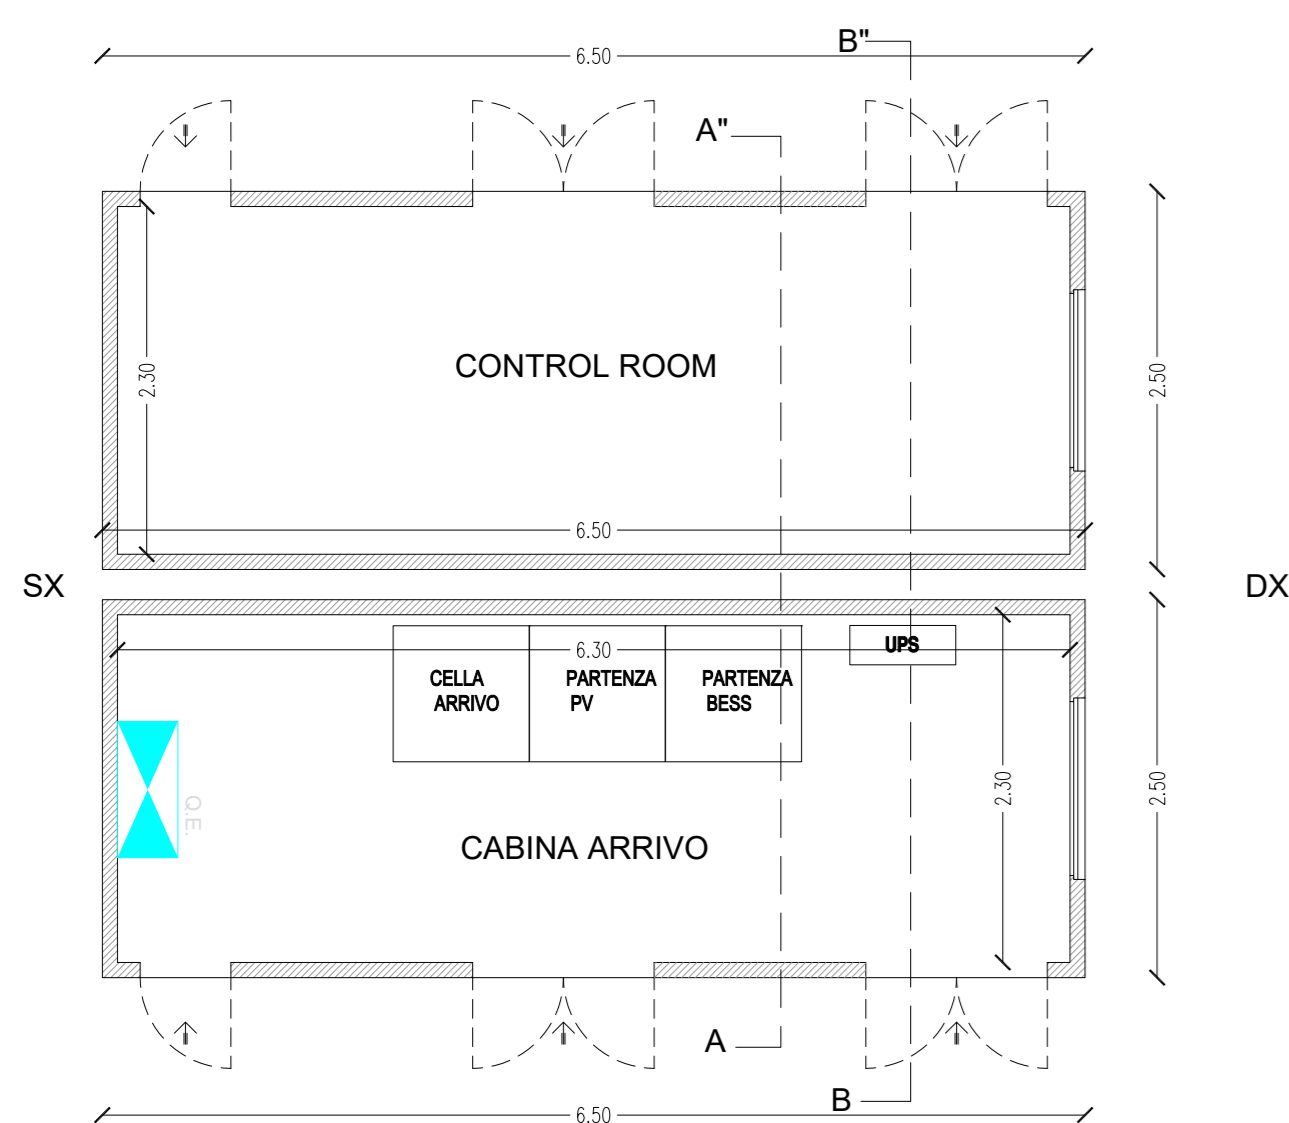 B"
6.50
A"
CONTROL ROOM
2.30
2.50
6.50
SX
DX
6.30
UPS
CELLA
ARRIVO
PARTENZA
PV
PARTENZA
BESS
Q.E.
2.30
2.50
CABINA ARRIVO
A
B
6.50